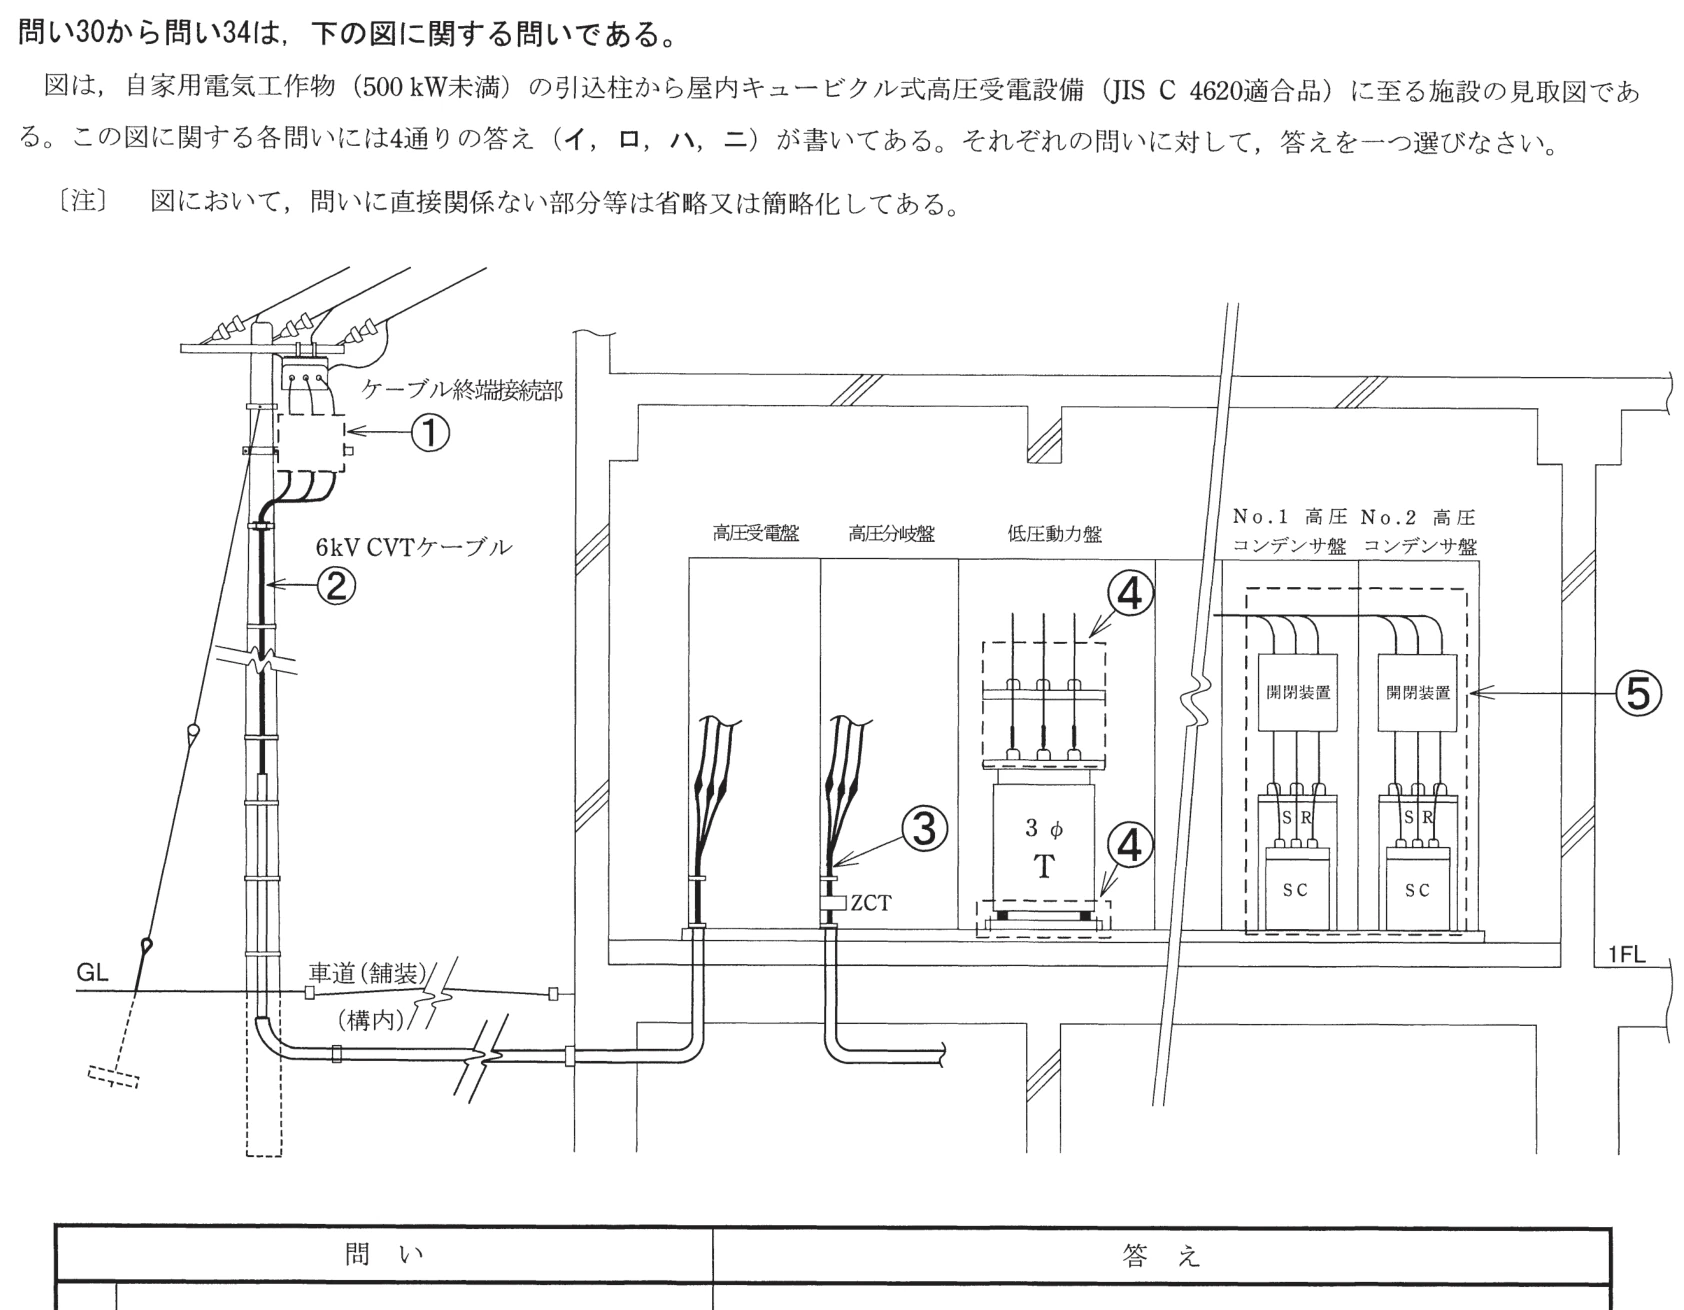 問い30から問い34は，下の図に関する問いである。
図は，自家用電気工作物（500 kW未満）の引込柱から屋内キュービクル式高圧受電設備（JIS C 4620適合品）に至る施設の見取図であ
る。この図に関する各問いには4通りの答え（イ，ロ，ハ，ニ）が書いてある。それぞれの問いに対して，答えを一つ選びなさい。
〔注〕 図において，問いに直接関係ない部分等は省略又は簡略化してある。
ケーブル終端接続部
①
6kV CVTケーブル
②
高圧受電盤
高圧分岐盤
低圧動力盤
No.1 高圧
コンデンサ盤
No.2 高圧
コンデンサ盤
④
開閉装置
開閉装置
⑤
③
3φ
T
④
SR
SR
SC
SC
ZCT
GL
車道(舗装)
(構内)
1FL
問い
答え